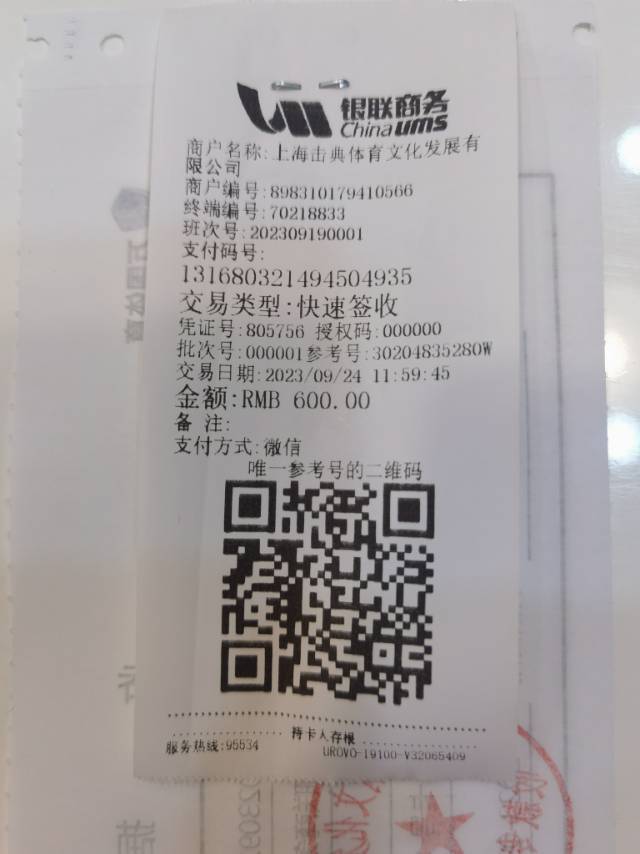 银联商务
China ums
商户名称:上海击典体育文化发展有
限公司
商户编号:898310179410566
终端编号:70218833
班次号:202309190001
支付码号:
131680321494504935
交易类型:快速签收
凭证号:805756 授权码:000000
批次号:000001参考号:30204835280W
交易日期:2023/09/24 11:59:45
金额:RMB 600.00
备 注:
支付方式:微信
唯一参考号的二维码
持卡人存根
服务热线:95534
UROVO-I9100-V32065409